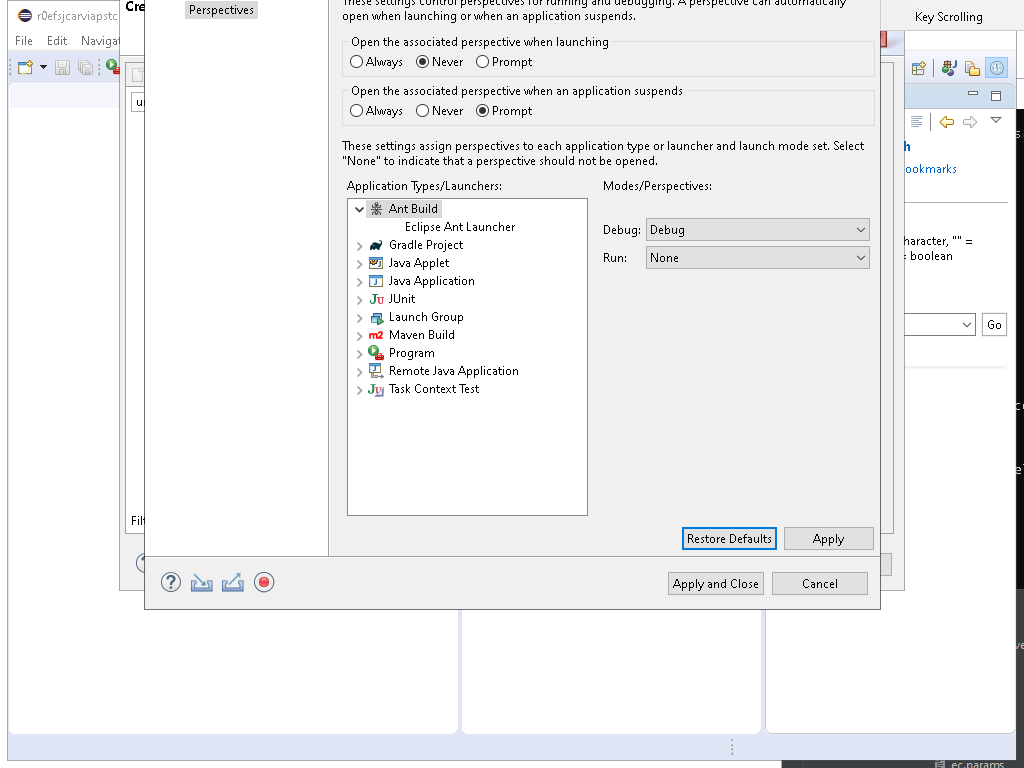 r0efsjcarviapstc
Cre
Perspectives
These settings control perspectives for running and debugging. A perspective can automatically
open when launching or when an application suspends.
Key Scrolling
File Edit Navigat
Open the associated perspective when launching
Always Never Prompt
Open the associated perspective when an application suspends
Always Never Prompt
These settings assign perspectives to each application type or launcher and launch mode set. Select
"None" to indicate that a perspective should not be opened.
h
ookmarks
Application Types/Launchers:
Modes/Perspectives:
Ant Build
Eclipse Ant Launcher
Gradle Project
Java Applet
Java Application
JUnit
Launch Group
Maven Build
Program
Remote Java Application
Task Context Test
Debug: Debug
Run: None
haracter, "" =
= boolean
Go
Filt
Restore Defaults
Apply
Apply and Close
Cancel
ec.params